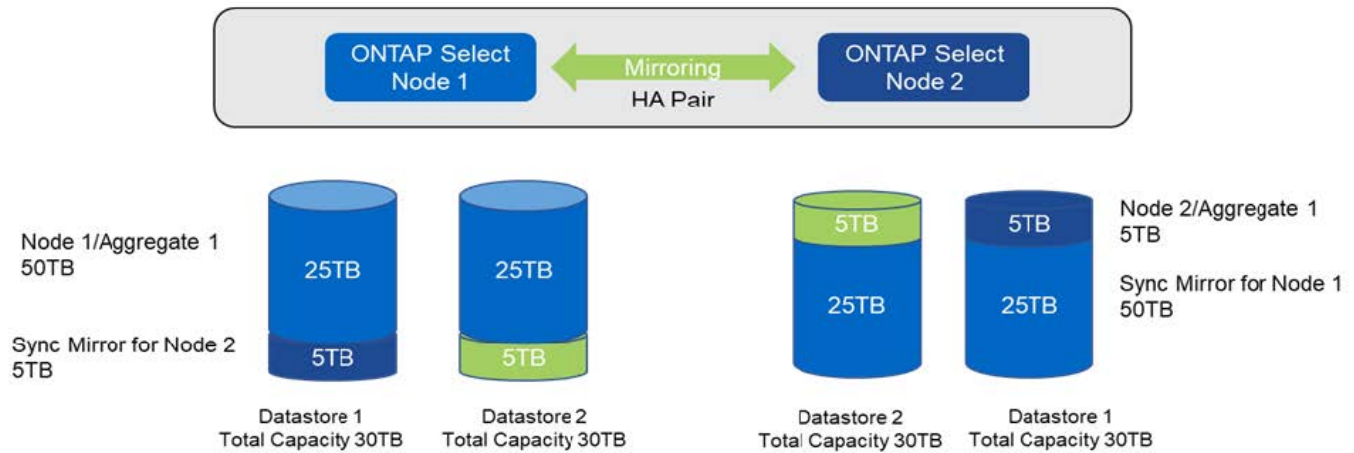 ONTAP Select
Node 1
Mirroring
HA Pair
ONTAP Select
Node 2
Node 1/Aggregate 1
50TB
Sync Mirror for Node 2
5TB
25TB
5TB
25TB
5TB
5TB
25TB
5TB
25TB
Node 2/Aggregate 1
5TB
Sync Mirror for Node 1
50TB
Datastore 1
Total Capacity 30TB
Datastore 2
Total Capacity 30TB
Datastore 2
Total Capacity 30TB
Datastore 1
Total Capacity 30TB